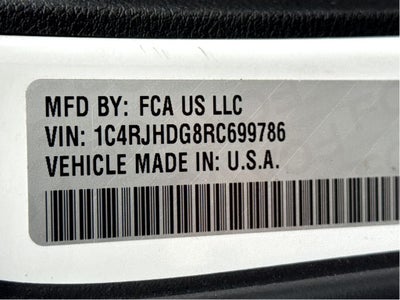 MFD BY: FCA US LLC
VIN: 1C4RJHDG8RC699786
VEHICLE MADE IN: U.S.A.